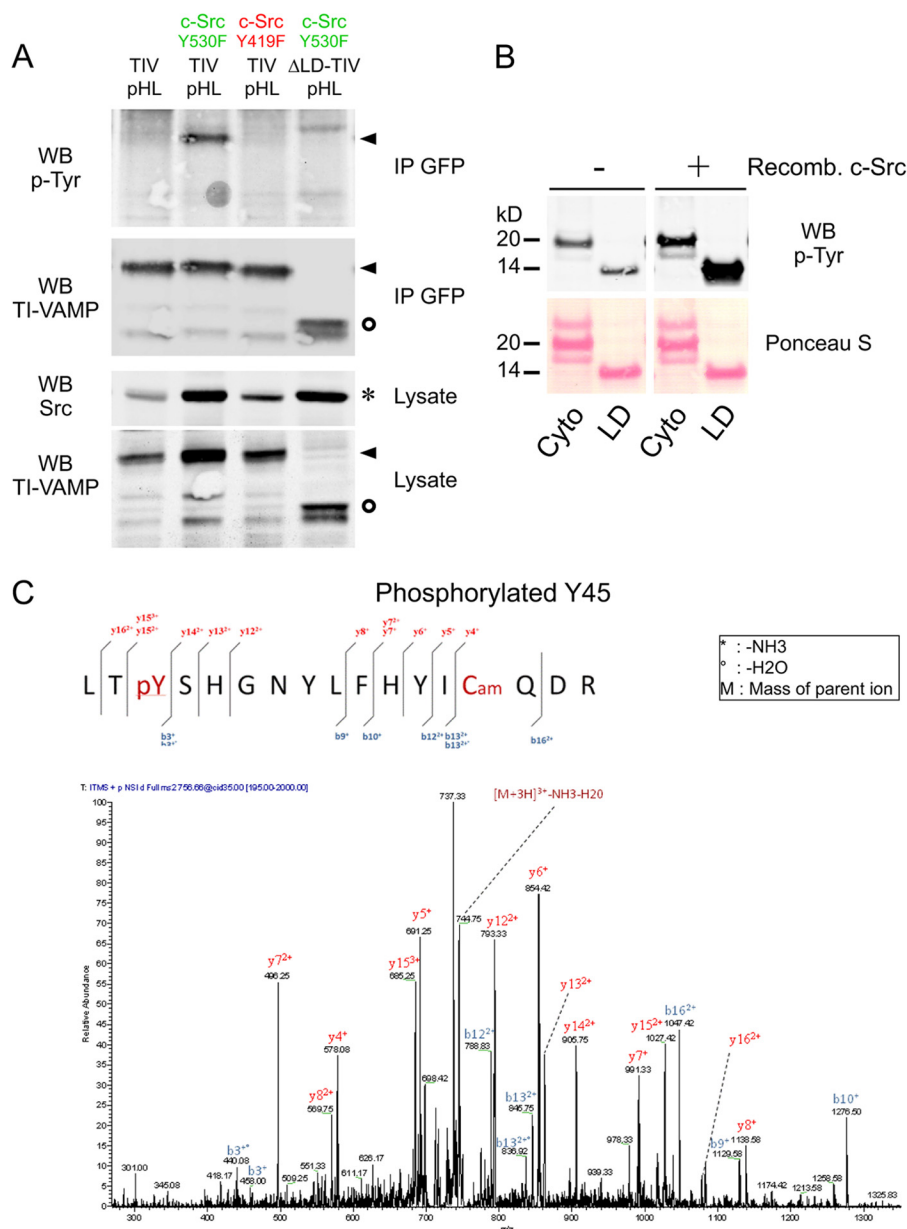 A
c-Src c-Src c-Src
Y530F Y419F Y530F
TIV TIV TIV ΔLD-TIV
pHL pHL pHL pHL
WB
p-Tyr
IP GFP
WB
TI-VAMP
IP GFP
WB
Src
* Lysate
WB
TI-VAMP
Lysate
B
- + Recomb. c-Src
kD
20
14
WB
p-Tyr
20
14
Ponceau S
Cyto LD Cyto LD
C
Phosphorylated Y45
y16²⁺ y15³⁺ y15²⁺ y14²⁺ y13²⁺ y12²⁺ y8⁺ y7²⁺ y7⁺ y6⁺ y5⁺ y4⁺
L T pY S H G N Y L F H Y I Cam Q D R
b3⁺ b3⁺* b9⁺ b10⁺ b12²⁺ b13²⁺ b13²⁺* b16²⁺
* : -NH3
° : -H2O
M : Mass of parent ion
T: ITMS + p NSI d Full ms2 756.66@cid35.00 [195.00-2000.00]
Relative Abundance
100
95
90
85
80
75
70
65
60
55
50
45
40
35
30
25
20
15
10
5
0
301.00
345.08
418.17
b3⁺*
440.08
b3⁺
458.00
y7²⁺
496.25
509.25
551.33
y8²⁺
569.75
y4⁺
578.08
611.17
626.17
y15³⁺
685.25
y5⁺
691.25
698.42
737.33
[M+3H]³⁺-NH3-H20
744.75
b12²⁺
788.83
y12²⁺
793.33
b13²⁺*
836.92
b13²⁺
845.75
y6⁺
854.42
y13²⁺
y14²⁺
905.75
939.33
978.33
y7⁺
991.33
y15²⁺
1027.42
b16²⁺
1047.42
y16²⁺
b9⁺
1129.58
y8⁺
1138.58
1174.42
1213.58
1258.58
b10⁺
1276.50
1325.83
300 400 500 600 700 800 900 1000 1100 1200 1300
m/z